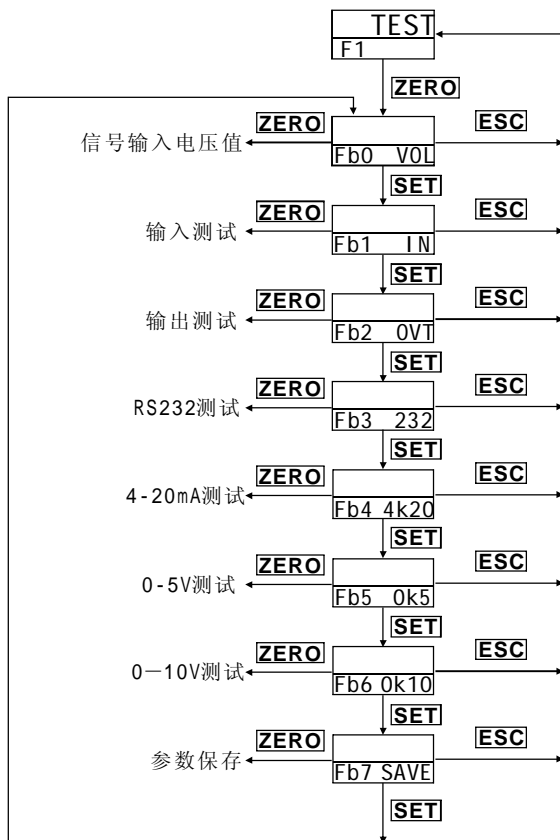 TEST
F1
ZERO
ZERO
ESC
信号输入电压值
Fb0 VOL
SET
ZERO
ESC
输入测试
Fb1 IN
SET
ZERO
ESC
输出测试
Fb2 OVT
SET
ZERO
ESC
RS232测试
Fb3 232
SET
ZERO
ESC
4-20mA测试
Fb4 4k20
SET
ZERO
ESC
0-5V测试
Fb5 0k5
SET
ZERO
ESC
0—10V测试
Fb6 0k10
SET
ZERO
ESC
参数保存
Fb7 SAVE
SET